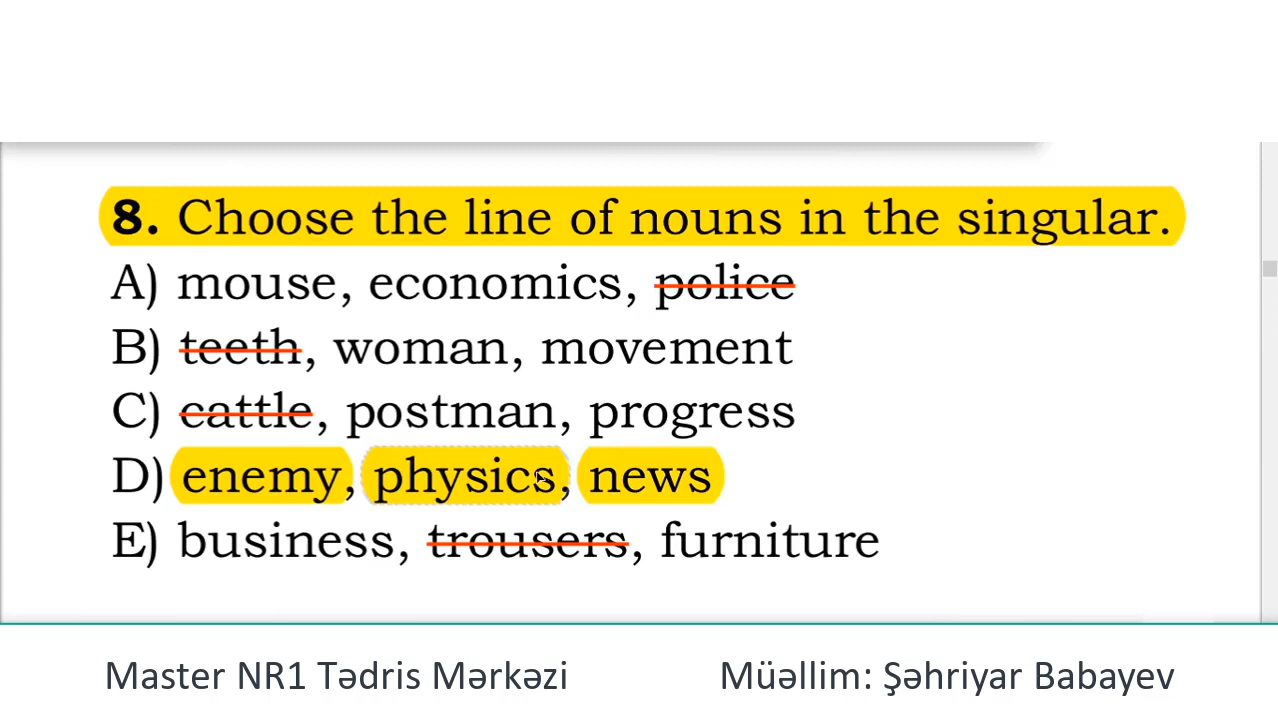 8. Choose the line of nouns in the singular.
A) mouse, economics, police
B) teeth, woman, movement
C) cattle, postman, progress
D) enemy, physics, news
E) business, trousers, furniture
Master NR1 Tədris Mərkəzi Müəllim: Şəhriyar Babayev